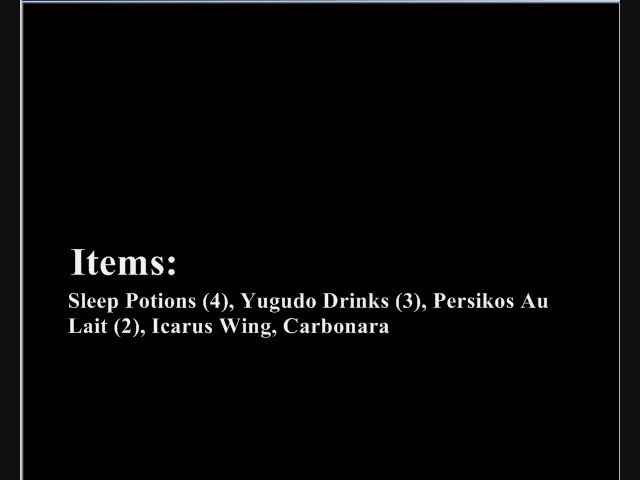 Items:
Sleep Potions (4), Yugudo Drinks (3), Persikos Au
Lait (2), Icarus Wing, Carbonara